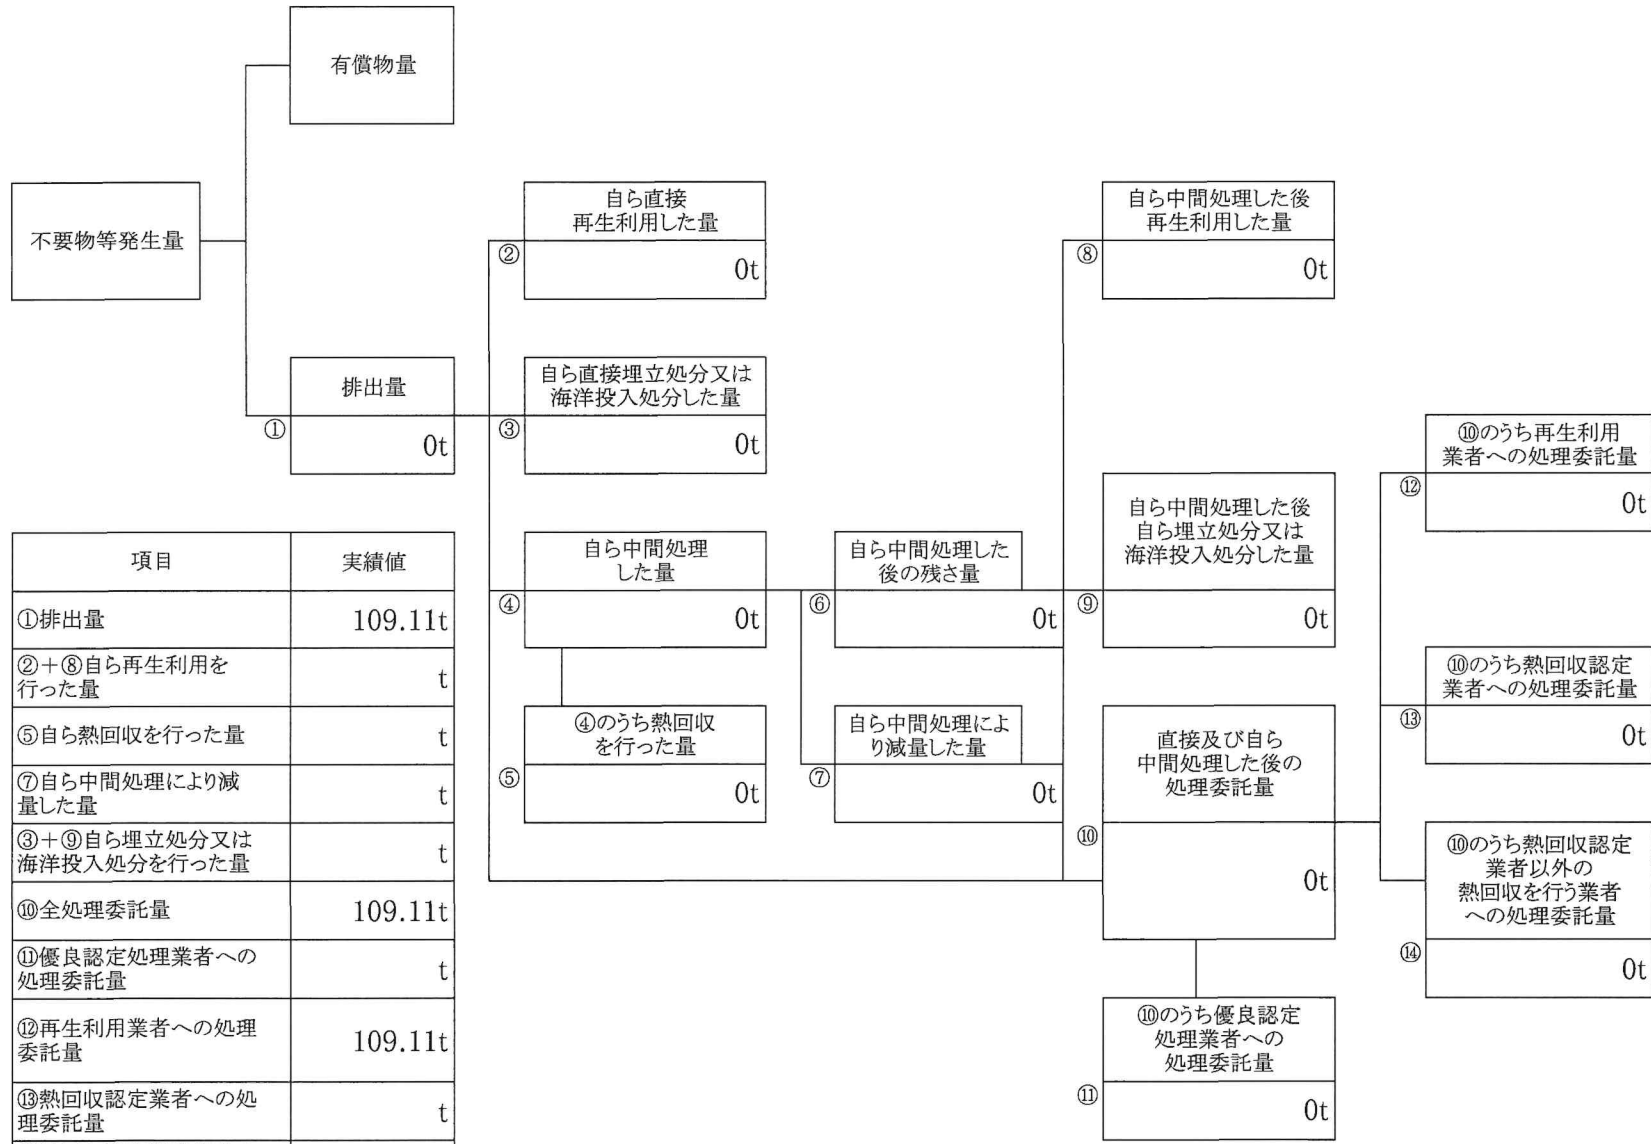 有償物量
不要物等発生量
自ら直接
再生利用した量
②
0t
自ら中間処理した後
再生利用した量
⑧
0t
排出量
①
0t
自ら直接埋立処分又は
海洋投入処分した量
③
0t
⑩のうち再生利用
業者への処理委託量
⑫
0t
自ら中間処理した後
自ら埋立処分又は
海洋投入処分した量
⑨
0t
自ら中間処理
した量
④
0t
自ら中間処理した
後の残さ量
⑥
0t
⑩のうち熱回収認定
業者への処理委託量
⑬
0t
④のうち熱回収
を行った量
⑤
0t
自ら中間処理によ
り減量した量
⑦
0t
直接及び自ら
中間処理した後の
処理委託量
⑩
0t
⑩のうち熱回収認定
業者以外の
熱回収を行う業者
への処理委託量
⑭
0t
⑩のうち優良認定
処理業者への
処理委託量
⑪
0t
項目 実績値
①排出量 109.11t
②+⑧自ら再生利用を
行った量 t
⑤自ら熱回収を行った量 t
⑦自ら中間処理により減
量した量 t
③+⑨自ら埋立処分又は
海洋投入処分を行った量 t
⑩全処理委託量 109.11t
⑪優良認定処理業者への
処理委託量 t
⑫再生利用業者への処理
委託量 109.11t
⑬熱回収認定業者への処
理委託量 t